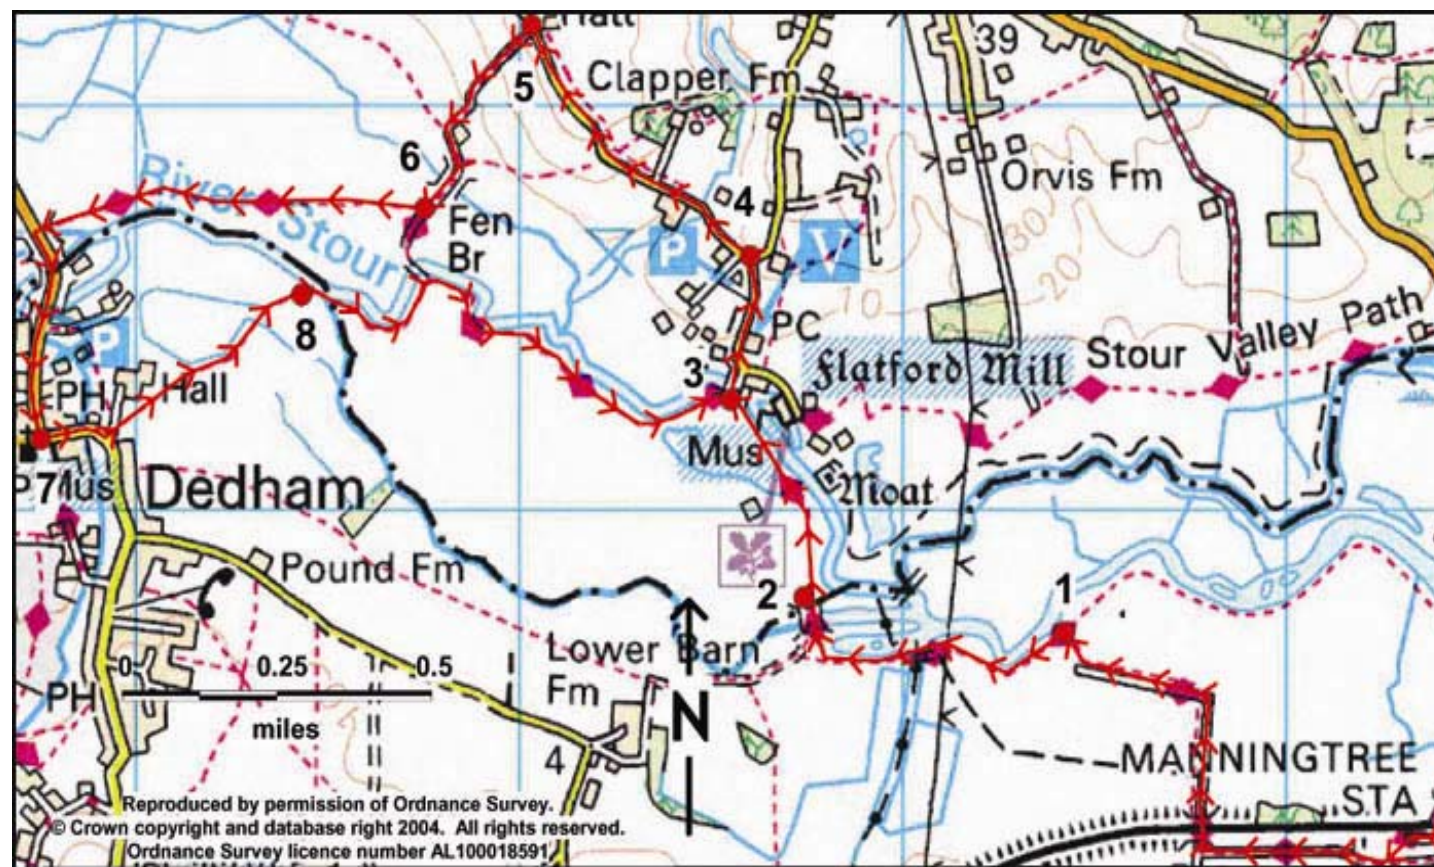 Hall
39
5
Clapper Fm
6
Orvis Fm
4
P
River Stour
Fen
Br
V
30
20
10
PC
Stour Valley Path
8
3
Flatford Mill
P
PH
Hall
Mus
Moat
7
Mus
Dedham
Pound Fm
2
1
Lower Barn
Fm
0 0.25 0.5
miles
N
PH
4
MANNINGTREE
STA
Reproduced by permission of Ordnance Survey.
© Crown copyright and database right 2004. All rights reserved.
Ordnance Survey licence number AL100018591